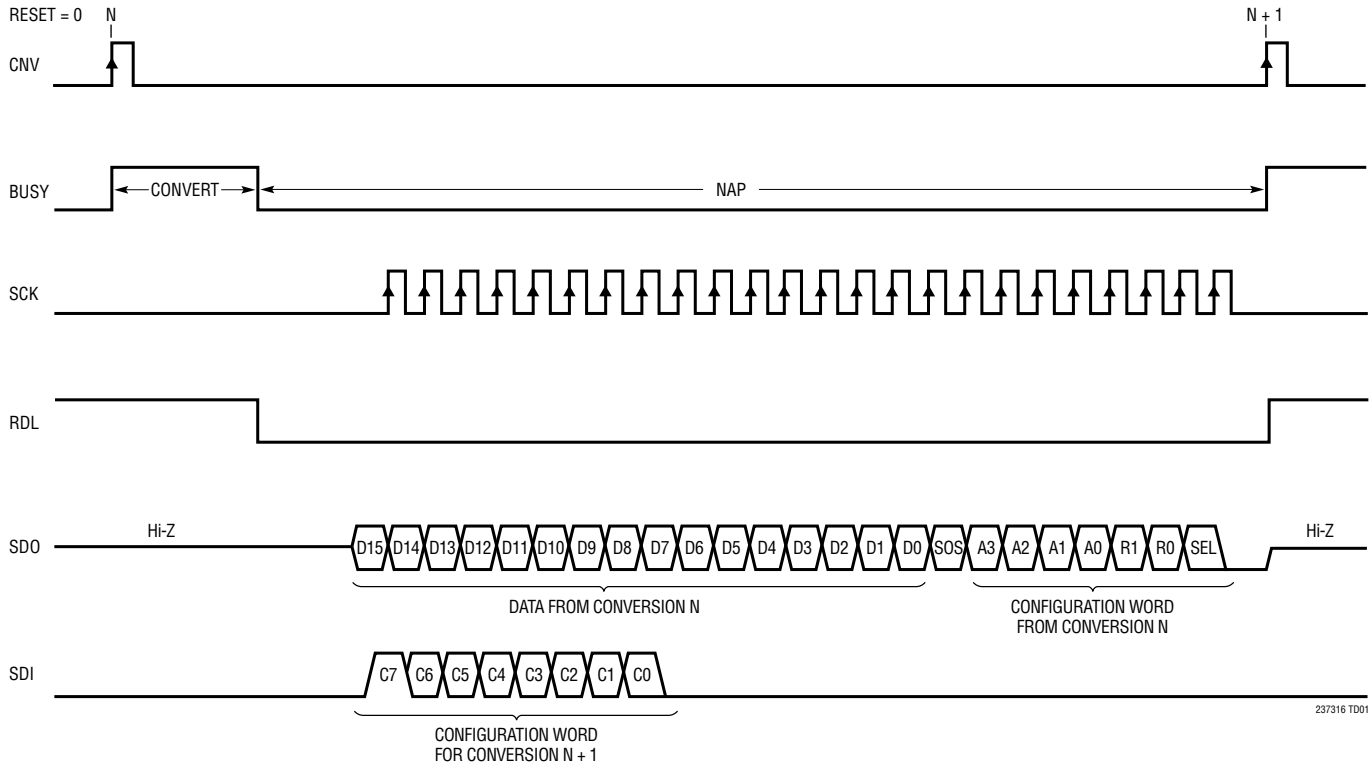 RESET = 0 N N + 1
CNV
BUSY CONVERT NAP
SCK
RDL
SDO Hi-Z D15 D14 D13 D12 D11 D10 D9 D8 D7 D6 D5 D4 D3 D2 D1 D0 SOS A3 A2 A1 A0 R1 R0 SEL Hi-Z
DATA FROM CONVERSION N
CONFIGURATION WORD
FROM CONVERSION N
SDI C7 C6 C5 C4 C3 C2 C1 C0
237316 TD01
CONFIGURATION WORD
FOR CONVERSION N + 1